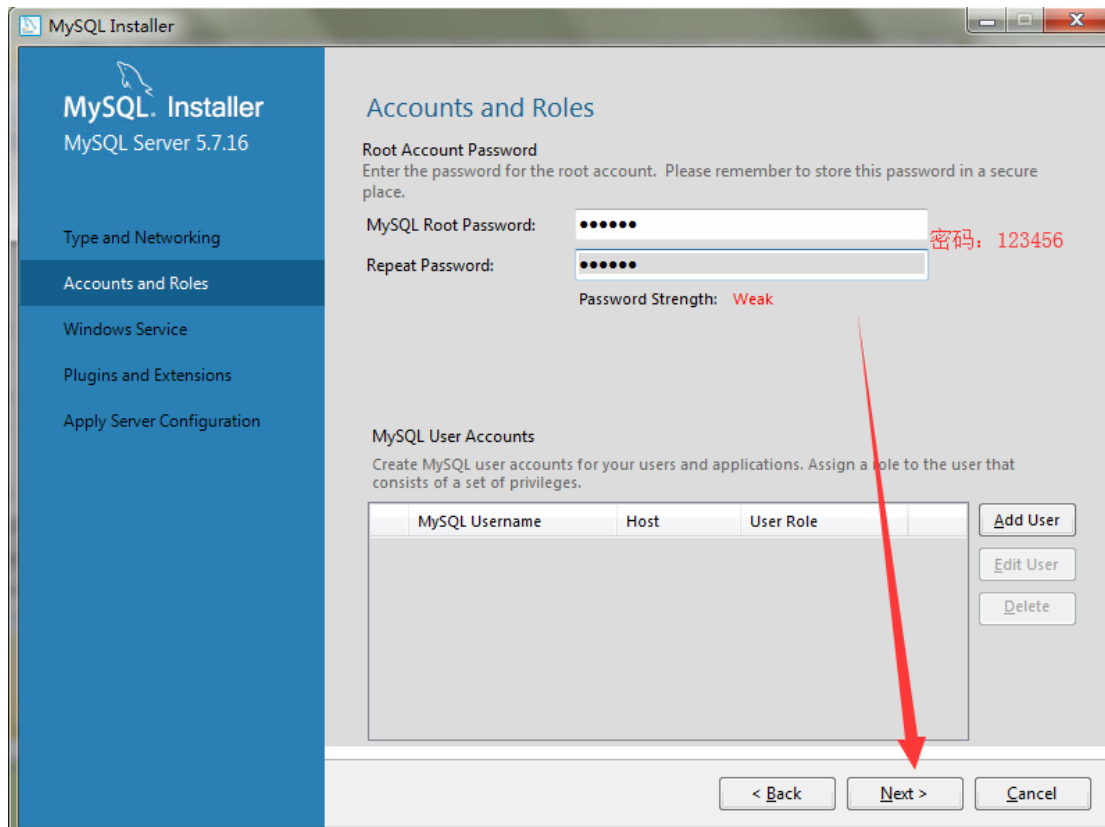 MySQL Installer
MySQL. Installer
MySQL Server 5.7.16
Type and Networking
Accounts and Roles
Windows Service
Plugins and Extensions
Apply Server Configuration
Accounts and Roles
Root Account Password
Enter the password for the root account.  Please remember to store this password in a secure
place.
MySQL Root Password: ●●●●●●
密码：123456
Repeat Password: ●●●●●●
Password Strength: Weak
MySQL User Accounts
Create MySQL user accounts for your users and applications. Assign a role to the user that
consists of a set of privileges.
MySQL Username Host User Role
Add User
Edit User
Delete
< Back Next > Cancel